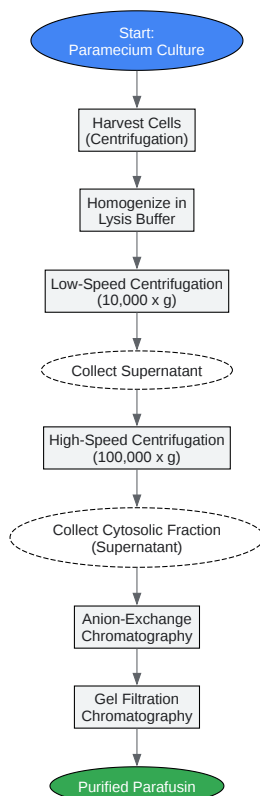 Start:
Paramecium Culture
Harvest Cells
(Centrifugation)
Homogenize in
Lysis Buffer
Low-Speed Centrifugation
(10,000 x g)
Collect Supernatant
High-Speed Centrifugation
(100,000 x g)
Collect Cytosolic Fraction
(Supernatant)
Anion-Exchange
Chromatography
Gel Filtration
Chromatography
Purified Parafusin